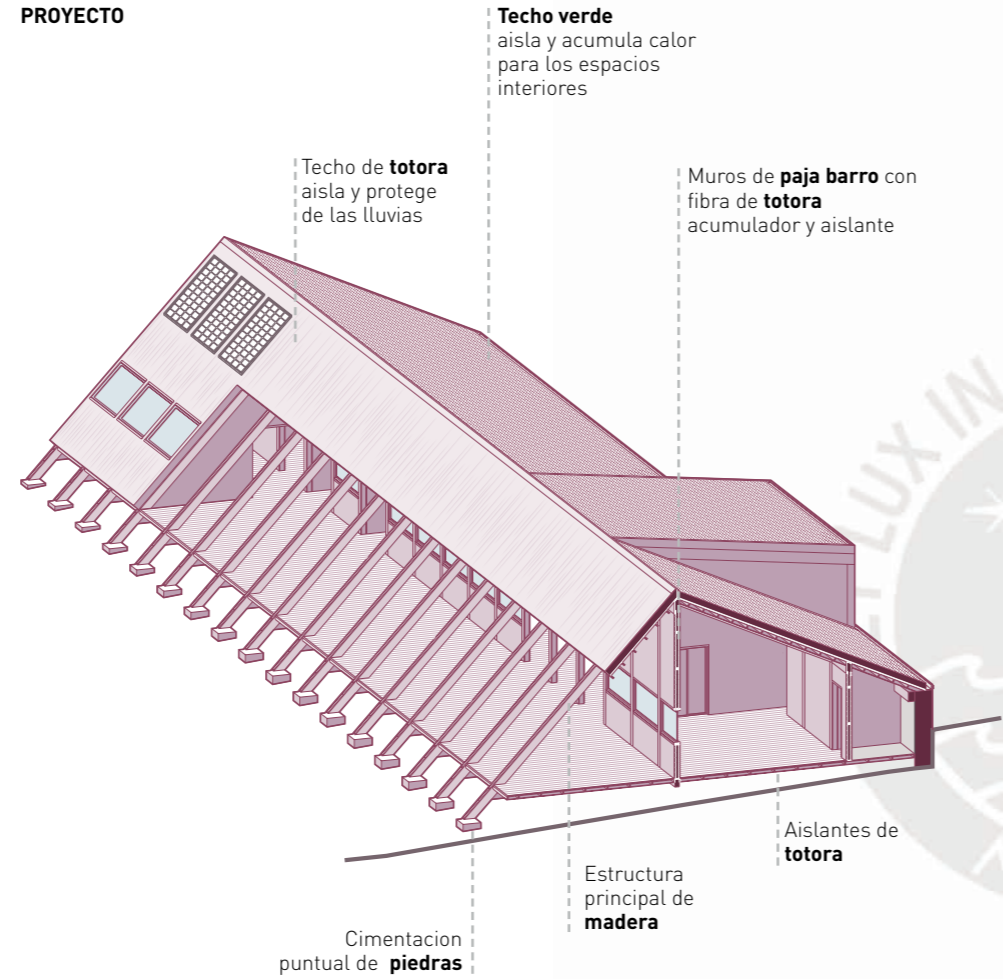 PROYECTO
Techo verde
aisla y acumula calor
para los espacios
interiores
Techo de totora
aisla y protege
de las lluvias
Muros de paja barro con
fibra de totora
acumulador y aislante
LUX IN
Aislantes de
totora
Estructura
principal de
madera
Cimentacion
puntual de piedras